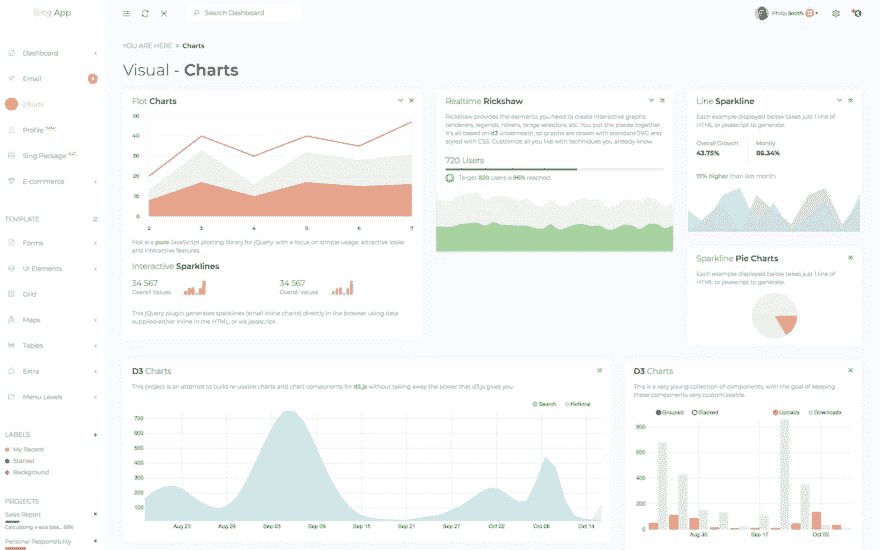 Sing App
Search Dashboard
Philip Smith
Dashboard
Email
Charts
Profile
Sing Package
E-commerce
TEMPLATE
Forms
UI Elements
Grid
Maps
Tables
Extra
Menu Levels
LABELS
My Recent
Starred
Background
PROJECTS
Sales Report
Personal Responsibility
YOU ARE HERE > Charts
Visual - Charts
Flot Charts
50
40
30
20
10
0
2 3 4 5 6 7
Flot is a pure JavaScript plotting library for jQuery, with a focus on simple usage, attractive looks
and interactive features.
Interactive Sparklines
34 567
Overall Values
34 567
Overall Values
This jQuery plugin generates sparklines (small inline charts) directly in the browser using data
supplied either inline in the HTML, or via javascript.
Realtime Rickshaw
Rickshaw provides the elements you need to create interactive graphs:
renderers, legends, hovers, range selectors, etc. You put the pieces together.
It's all based on d3 underneath, so graphs are drawn with standard SVG and
styled with CSS. Customize all you like with techniques you already know.
720 Users
Target 820 users is 96% reached.
Line Sparkline
Each example displayed below takes just 1 line of
HTML or javascript to generate.
Overall Growth
43.75%
Montly
86.34%
17% higher than last month
Sparkline Pie Charts
Each example displayed below takes just 1 line of
HTML or javascript to generate.
D3 Charts
This project is an attempt to build re-usable charts and chart components for d3.js without taking away the power that d3.js gives you.
Search Referral
700
600
500
400
300
200
100
Aug 23 Aug 29 Sep 03 Sep 09 Sep 15 Sep 21 Sep 27 Oct 02 Oct 08 Oct 14
D3 Charts
This is a very young collection of components, with the goal of keeping
these components very customizeable.
Grouped Stacked Uploads Downloads
800
600
400
200
0
Aug 30 Sep 17 Oct 05